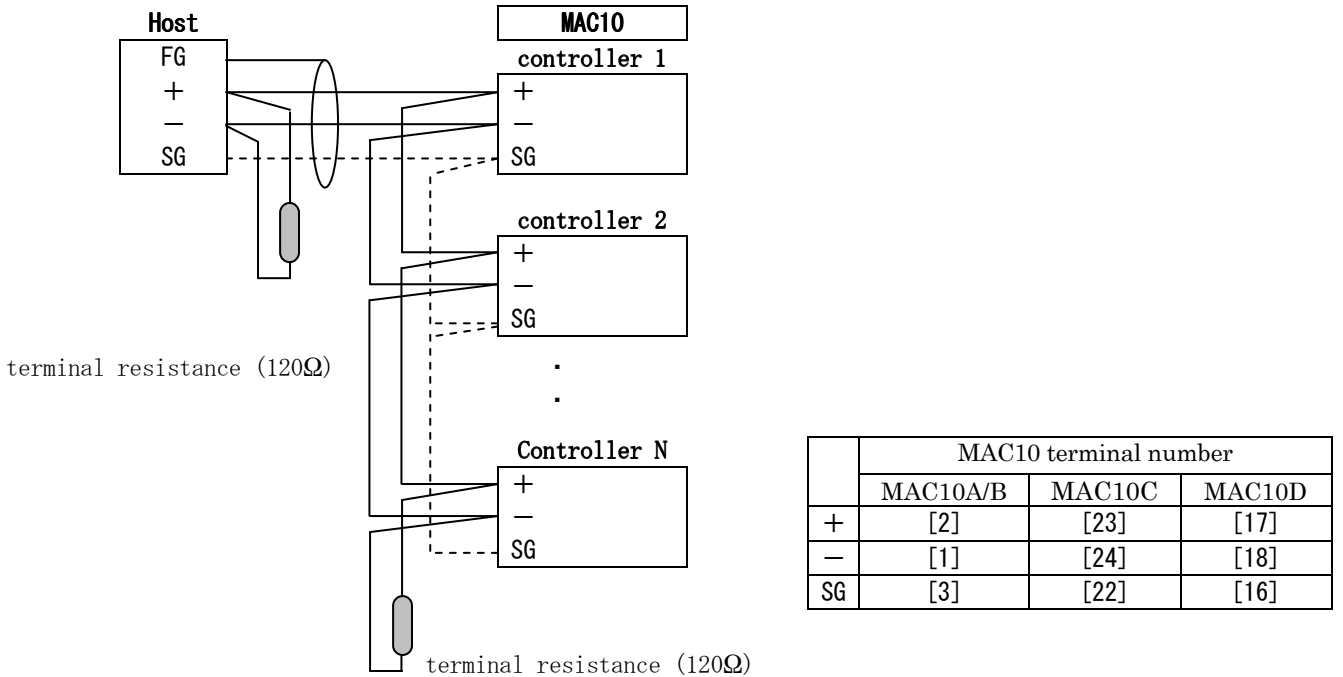 Host
FG
＋
－
SG
MAC10
controller 1
＋
－
SG
controller 2
＋
－
SG
terminal resistance (120Ω)
・
・
Controller N
＋
－
SG
terminal resistance (120Ω)
MAC10 terminal number
MAC10A/B MAC10C MAC10D
＋ [2] [23] [17]
－ [1] [24] [18]
SG [3] [22] [16]